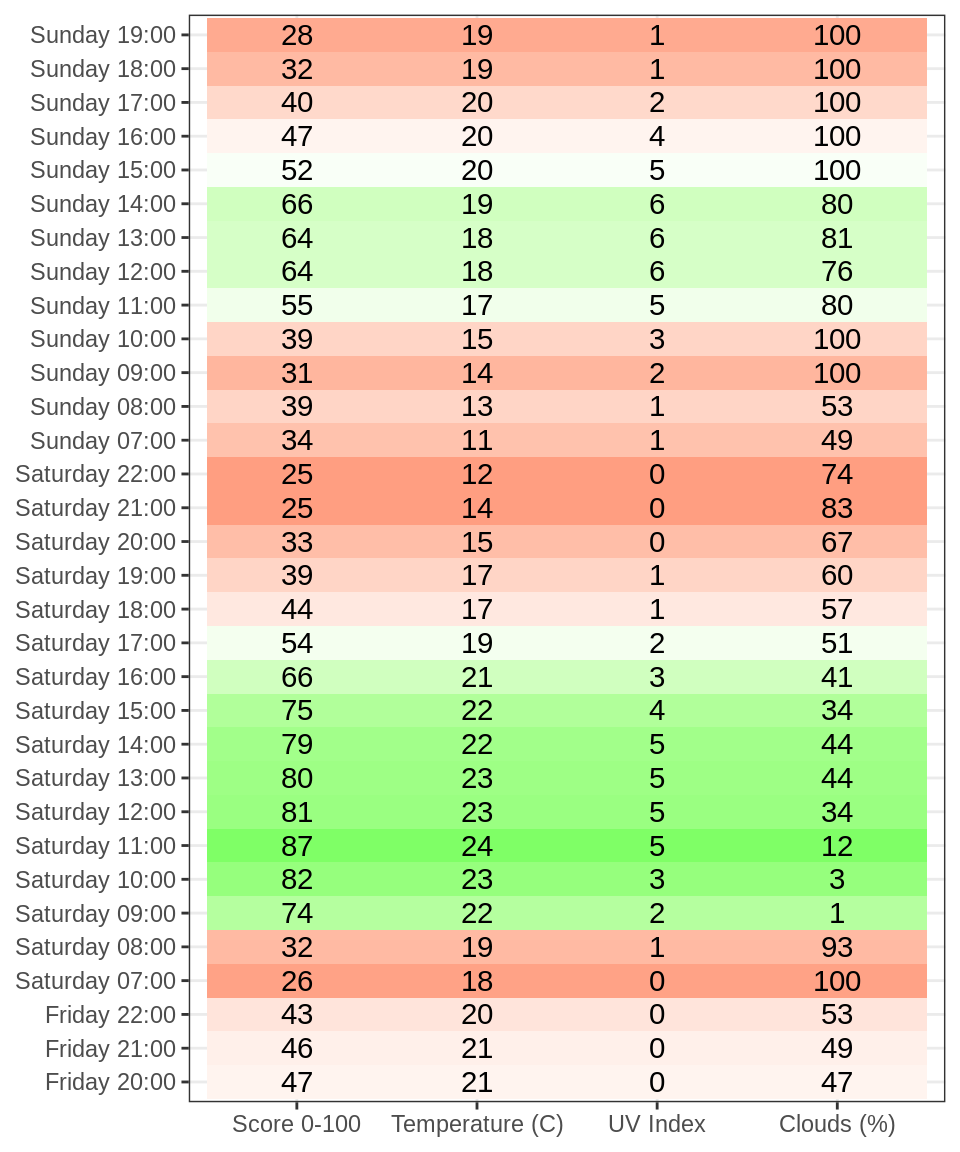 Sunday 19:00 28 19 1 100
Sunday 18:00 32 19 1 100
Sunday 17:00 40 20 2 100
Sunday 16:00 47 20 4 100
Sunday 15:00 52 20 5 100
Sunday 14:00 66 19 6 80
Sunday 13:00 64 18 6 81
Sunday 12:00 64 18 6 76
Sunday 11:00 55 17 5 80
Sunday 10:00 39 15 3 100
Sunday 09:00 31 14 2 100
Sunday 08:00 39 13 1 53
Sunday 07:00 34 11 1 49
Saturday 22:00 25 12 0 74
Saturday 21:00 25 14 0 83
Saturday 20:00 33 15 0 67
Saturday 19:00 39 17 1 60
Saturday 18:00 44 17 1 57
Saturday 17:00 54 19 2 51
Saturday 16:00 66 21 3 41
Saturday 15:00 75 22 4 34
Saturday 14:00 79 22 5 44
Saturday 13:00 80 23 5 44
Saturday 12:00 81 23 5 34
Saturday 11:00 87 24 5 12
Saturday 10:00 82 23 3 3
Saturday 09:00 74 22 2 1
Saturday 08:00 32 19 1 93
Saturday 07:00 26 18 0 100
Friday 22:00 43 20 0 53
Friday 21:00 46 21 0 49
Friday 20:00 47 21 0 47
Score 0-100 Temperature (C) UV Index Clouds (%)